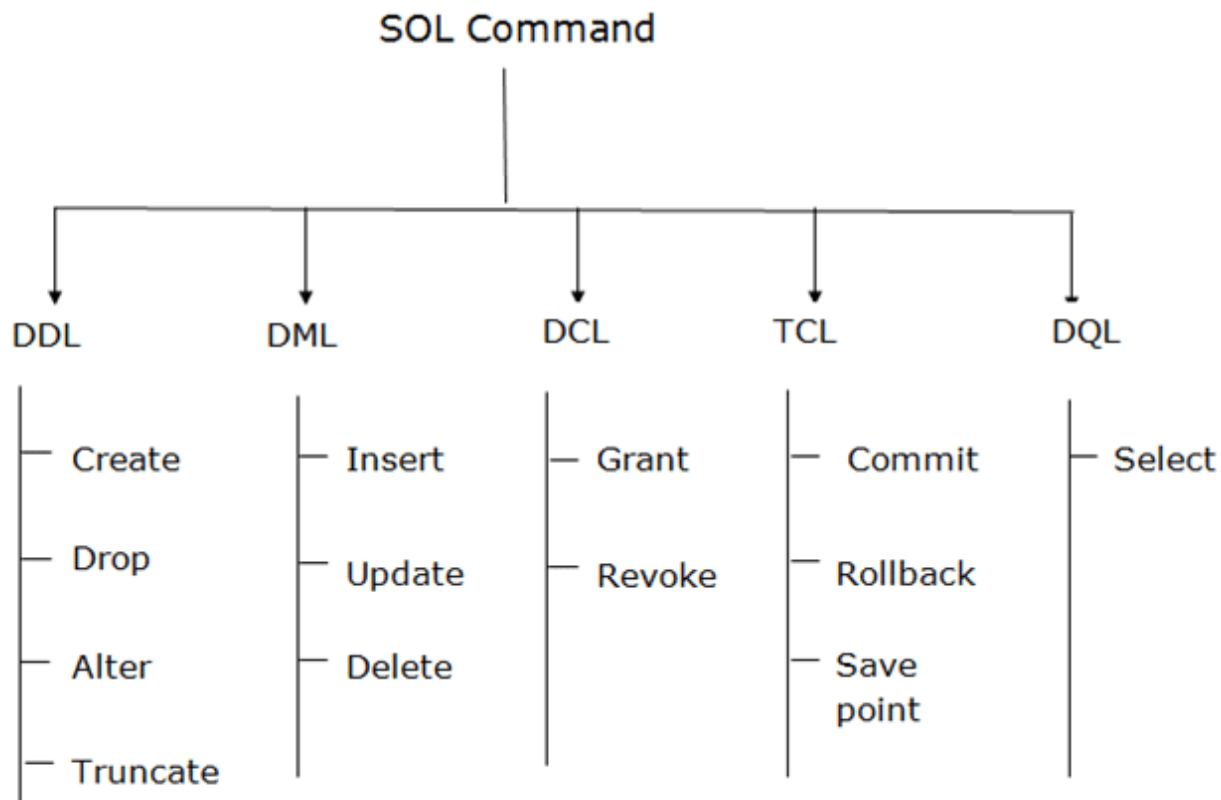 SOL Command
DDL
DML
DCL
TCL
DQL
Create
Drop
Alter
Truncate
Insert
Update
Delete
Grant
Revoke
Commit
Rollback
Save
point
Select